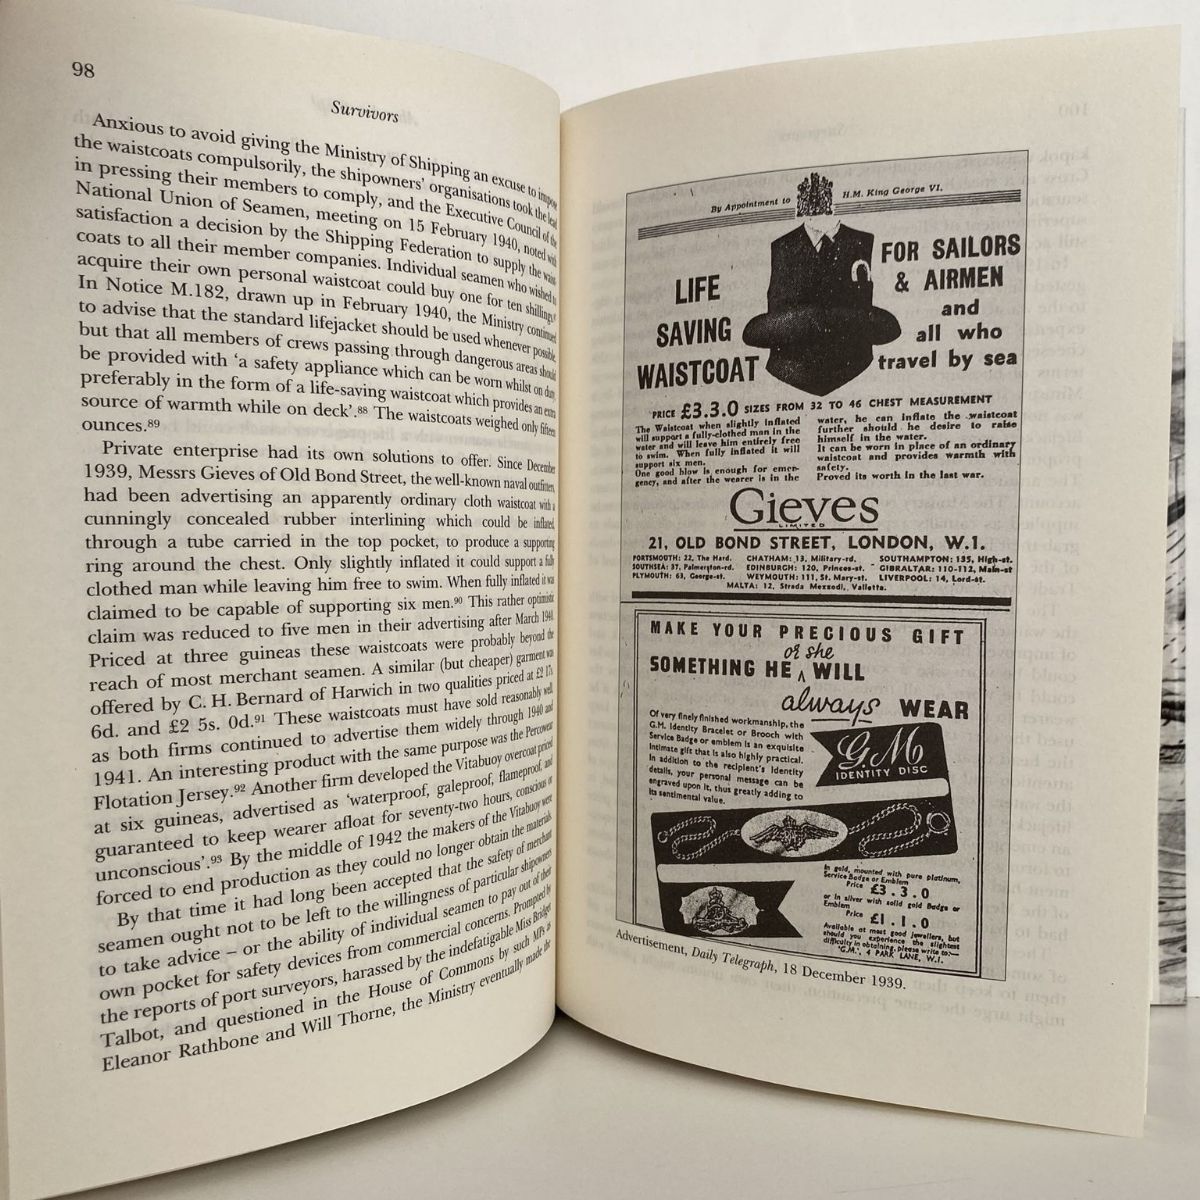 98
Survivors
Anxious to avoid giving the Ministry of Shipping an excuse to impose
the waistcoats compulsorily, the shipowners' organisations took the lead
in pressing their members to comply, and the Executive Council of the
National Union of Seamen, meeting on 15 February 1940, noted with
satisfaction a decision by the Shipping Federation to supply the waist-
coats to all their member companies. Individual seamen who wished to
acquire their own personal waistcoat could buy one for ten shillings.
In Notice M.182, drawn up in February 1940, the Ministry continued
to advise that the standard lifejacket should be used whenever possible
but that all members of crews passing through dangerous areas should
be provided with 'a safety appliance which can be worn whilst on duty
preferably in the form of a life-saving waistcoat which provides an extra
source of warmth while on deck'.88 The waistcoats weighed only fifteen
ounces.89
Private enterprise had its own solutions to offer. Since December
1939, Messrs Gieves of Old Bond Street, the well-known naval outfitters,
had been advertising an apparently ordinary cloth waistcoat with a
cunningly concealed rubber interlining which could be inflated,
through a tube carried in the top pocket, to produce a supporting
ring around the chest. Only slightly inflated it could support a fully
clothed man while leaving him free to swim. When fully inflated it was
claimed to be capable of supporting six men.90 This rather optimistic
claim was reduced to five men in their advertising after March 1940.
Priced at three guineas these waistcoats were probably beyond the
reach of most merchant seamen. A similar (but cheaper) garment was
offered by C. H. Bernard of Harwich in two qualities priced at £2 17s.
6d. and £2 5s. 0d.91 These waistcoats must have sold reasonably well,
as both firms continued to advertise them widely through 1940 and
1941. An interesting product with the same purpose was the Percowear
Flotation Jersey.92 Another firm developed the Vitabuoy overcoat priced
at six guineas, advertised as 'waterproof, galeproof, flameproof, and
guaranteed to keep wearer afloat for seventy-two hours, conscious or
unconscious'.93 By the middle of 1942 the makers of the Vitabuoy were
forced to end production as they could no longer obtain the materials.
By that time it had long been accepted that the safety of merchant
seamen ought not to be left to the willingness of particular shipowners
to take advice – or the ability of individual seamen to pay out of their
own pocket for safety devices from commercial concerns. Prompted by
the reports of port surveyors, harassed by the indefatigable Miss Bridget
Talbot, and questioned in the House of Commons by such MPs as
Eleanor Rathbone and Will Thorne, the Ministry eventually made the
By Appointment to H.M. King George VI.
LIFE
SAVING
WAISTCOAT
FOR SAILORS
& AIRMEN
and
all who
travel by sea
PRICE £3.3.0 SIZES FROM 32 TO 46 CHEST MEASUREMENT
The Waistcoat when slightly inflated
will support a fully-clothed man in the
water and will leave him entirely free
to swim. When fully inflated it will
support six men.
One good blow is enough for emer-
gency, and after the wearer is in the
water, he can inflate the waistcoat
further should he desire to raise
himself in the water.
It can be worn in place of an ordinary
waistcoat and provides warmth with
safety.
Proved its worth in the last war.
Gieves
LIMITED
21, OLD BOND STREET, LONDON, W.1.
PORTSMOUTH: 22, The Hard. CHATHAM: 13, Military-rd. SOUTHAMPTON: 135, High-st.
SOUTHSEA: 37, Palmerston-rd. EDINBURGH: 120, Princes-st. GIBRALTAR: 110-112, Main-st
PLYMOUTH: 63, George-st. WEYMOUTH: 111, St. Mary-st. LIVERPOOL: 14, Lord-st.
MALTA: 12, Strada Mezzodi, Valletta.
MAKE YOUR PRECIOUS GIFT
or she
SOMETHING HE WILL
always WEAR
Of very finely finished workmanship, the
G.M. Identity Bracelet or Brooch with
Service Badge or emblem is an exquisite
intimate gift that is also highly practical.
In addition to the recipient's identity
details, your personal message can be
engraved upon it, thus greatly adding to
its sentimental value.
G.M
IDENTITY DISC
In gold, mounted with pure platinum,
Service Badge or Emblem
Price £3.3.0
or in silver with solid gold Badge or
Emblem
Price £1.1.0
Available at most good jewellers, but
should you experience the slightest
difficulty in obtaining, please write to:—
'G.M.', 4 PARK LANE, W.1.
Advertisement, Daily Telegraph, 18 December 1939.